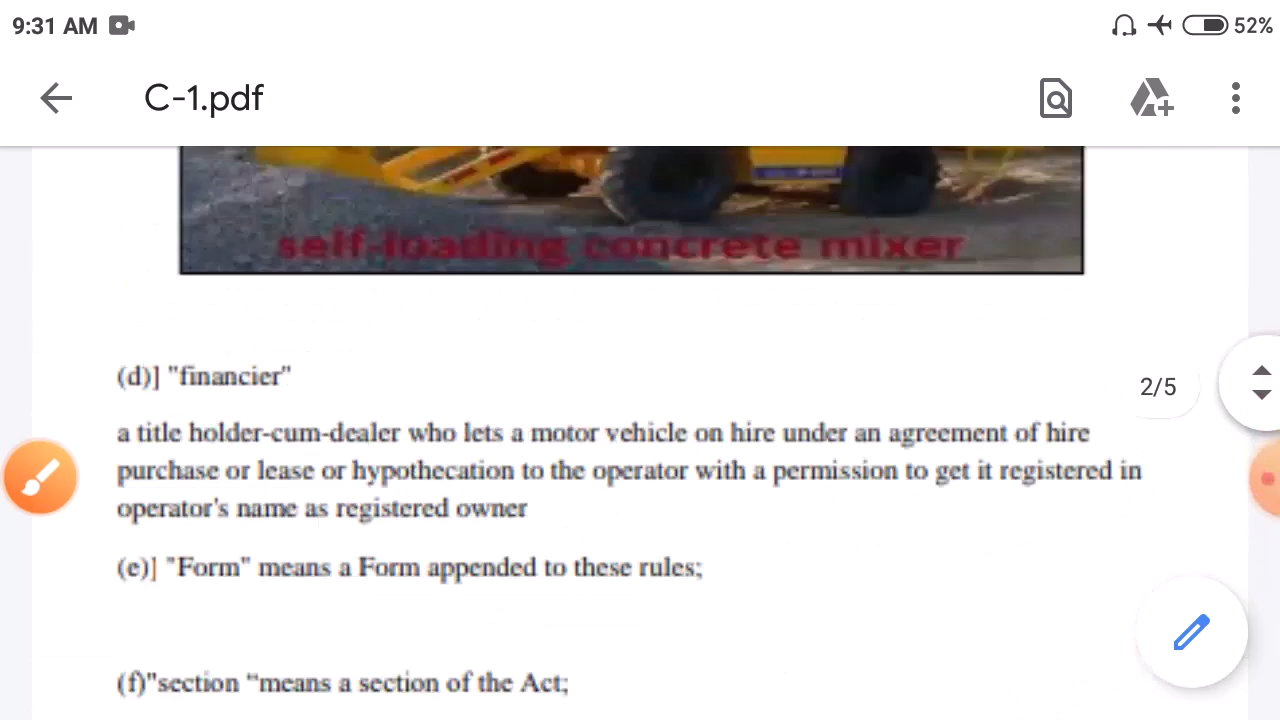 9:31 AM 52%
C-1.pdf
self-loading concrete mixer
(d)] "financier"
2/5
a title holder-cum-dealer who lets a motor vehicle on hire under an agreement of hire
purchase or lease or hypothecation to the operator with a permission to get it registered in
operator's name as registered owner
(e)] "Form" means a Form appended to these rules;
(f)"section “means a section of the Act;